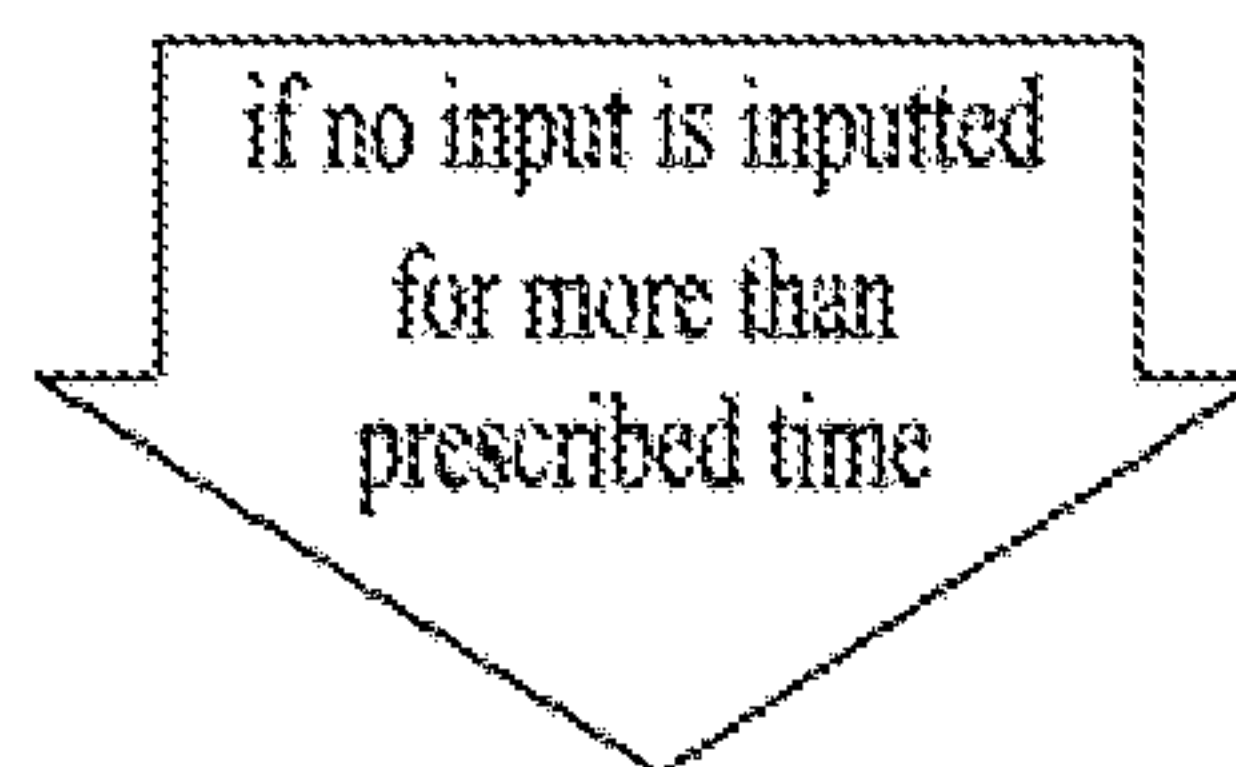 if no input is inputted
for more than
prescribed time